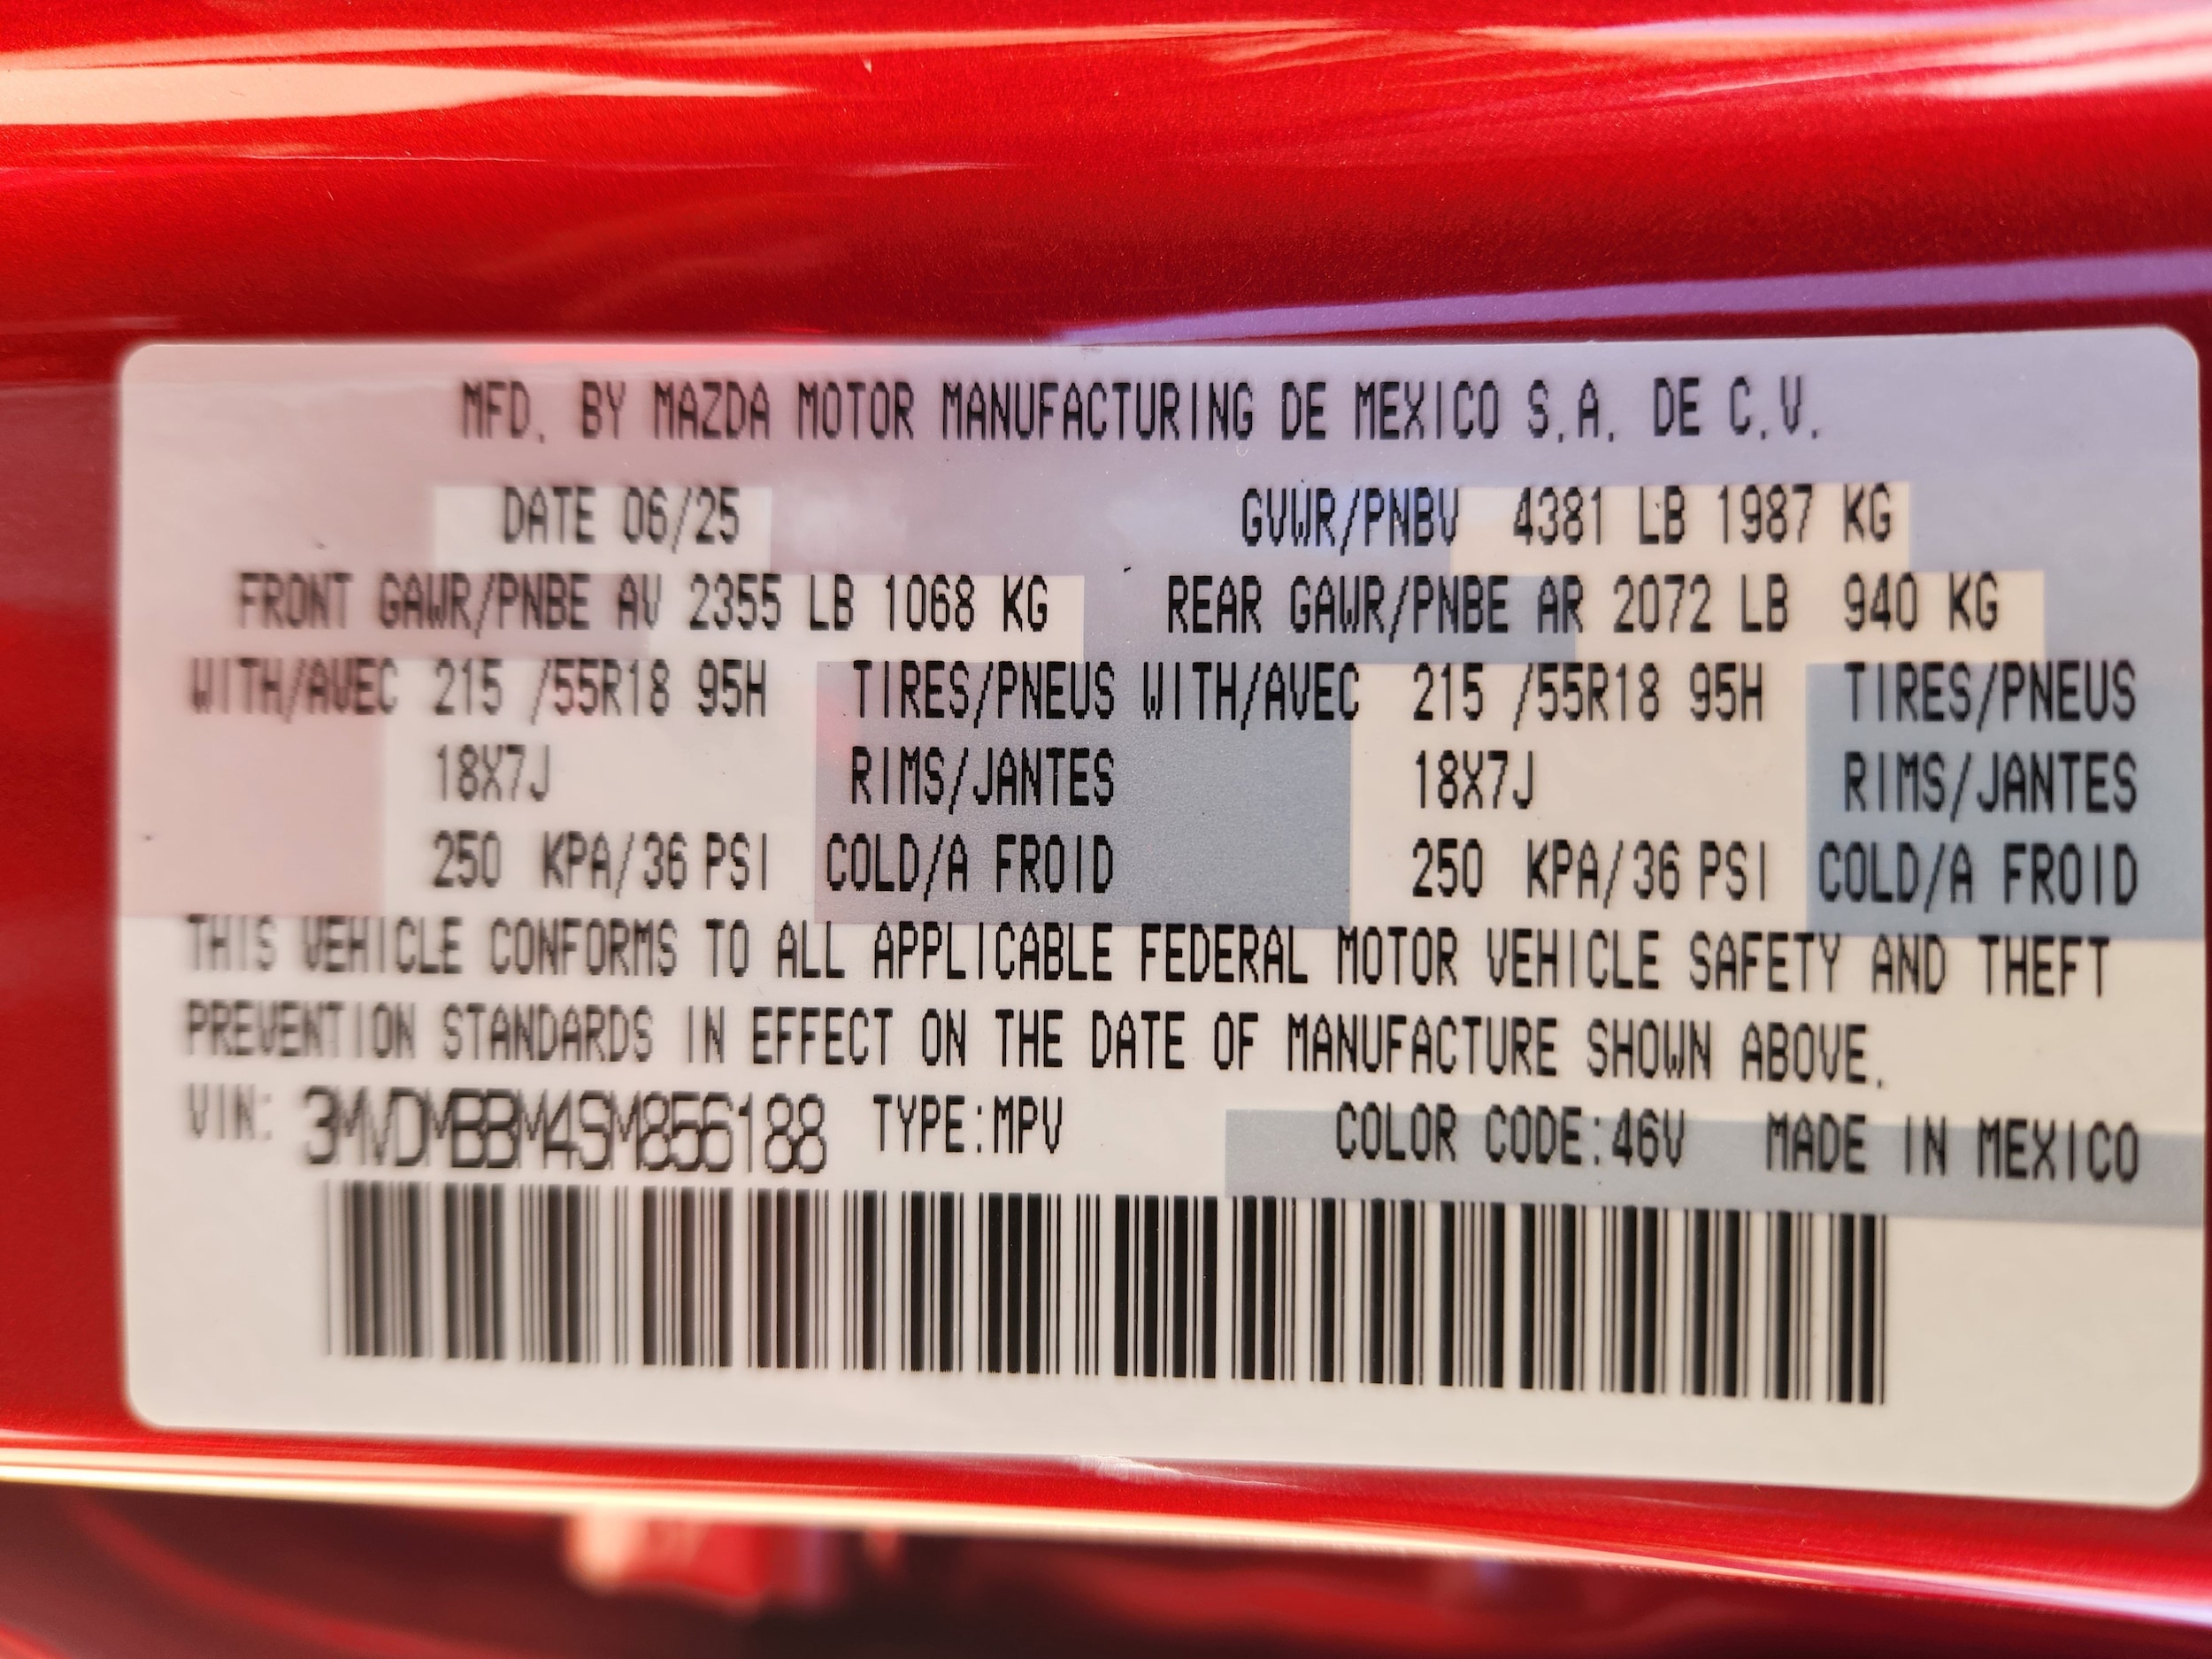 MFD. BY MAZDA MOTOR MANUFACTURING DE MEXICO S.A. DE C.V.
DATE 06/25 GVWR/PNBV 4381 LB 1987 KG
FRONT GAWR/PNBE AV 2355 LB 1068 KG REAR GAWR/PNBE AR 2072 LB 940 KG
WITH/AVEC 215 /55R18 95H TIRES/PNEUS WITH/AVEC 215 /55R18 95H TIRES/PNEUS
18X7J RIMS/JANTES 18X7J RIMS/JANTES
250 KPA/36 PSI COLD/A FROID 250 KPA/36 PSI COLD/A FROID
THIS VEHICLE CONFORMS TO ALL APPLICABLE FEDERAL MOTOR VEHICLE SAFETY AND THEFT
PREVENTION STANDARDS IN EFFECT ON THE DATE OF MANUFACTURE SHOWN ABOVE.
VIN: 3MVDMBBM4SM856188 TYPE:MPV COLOR CODE:46V MADE IN MEXICO